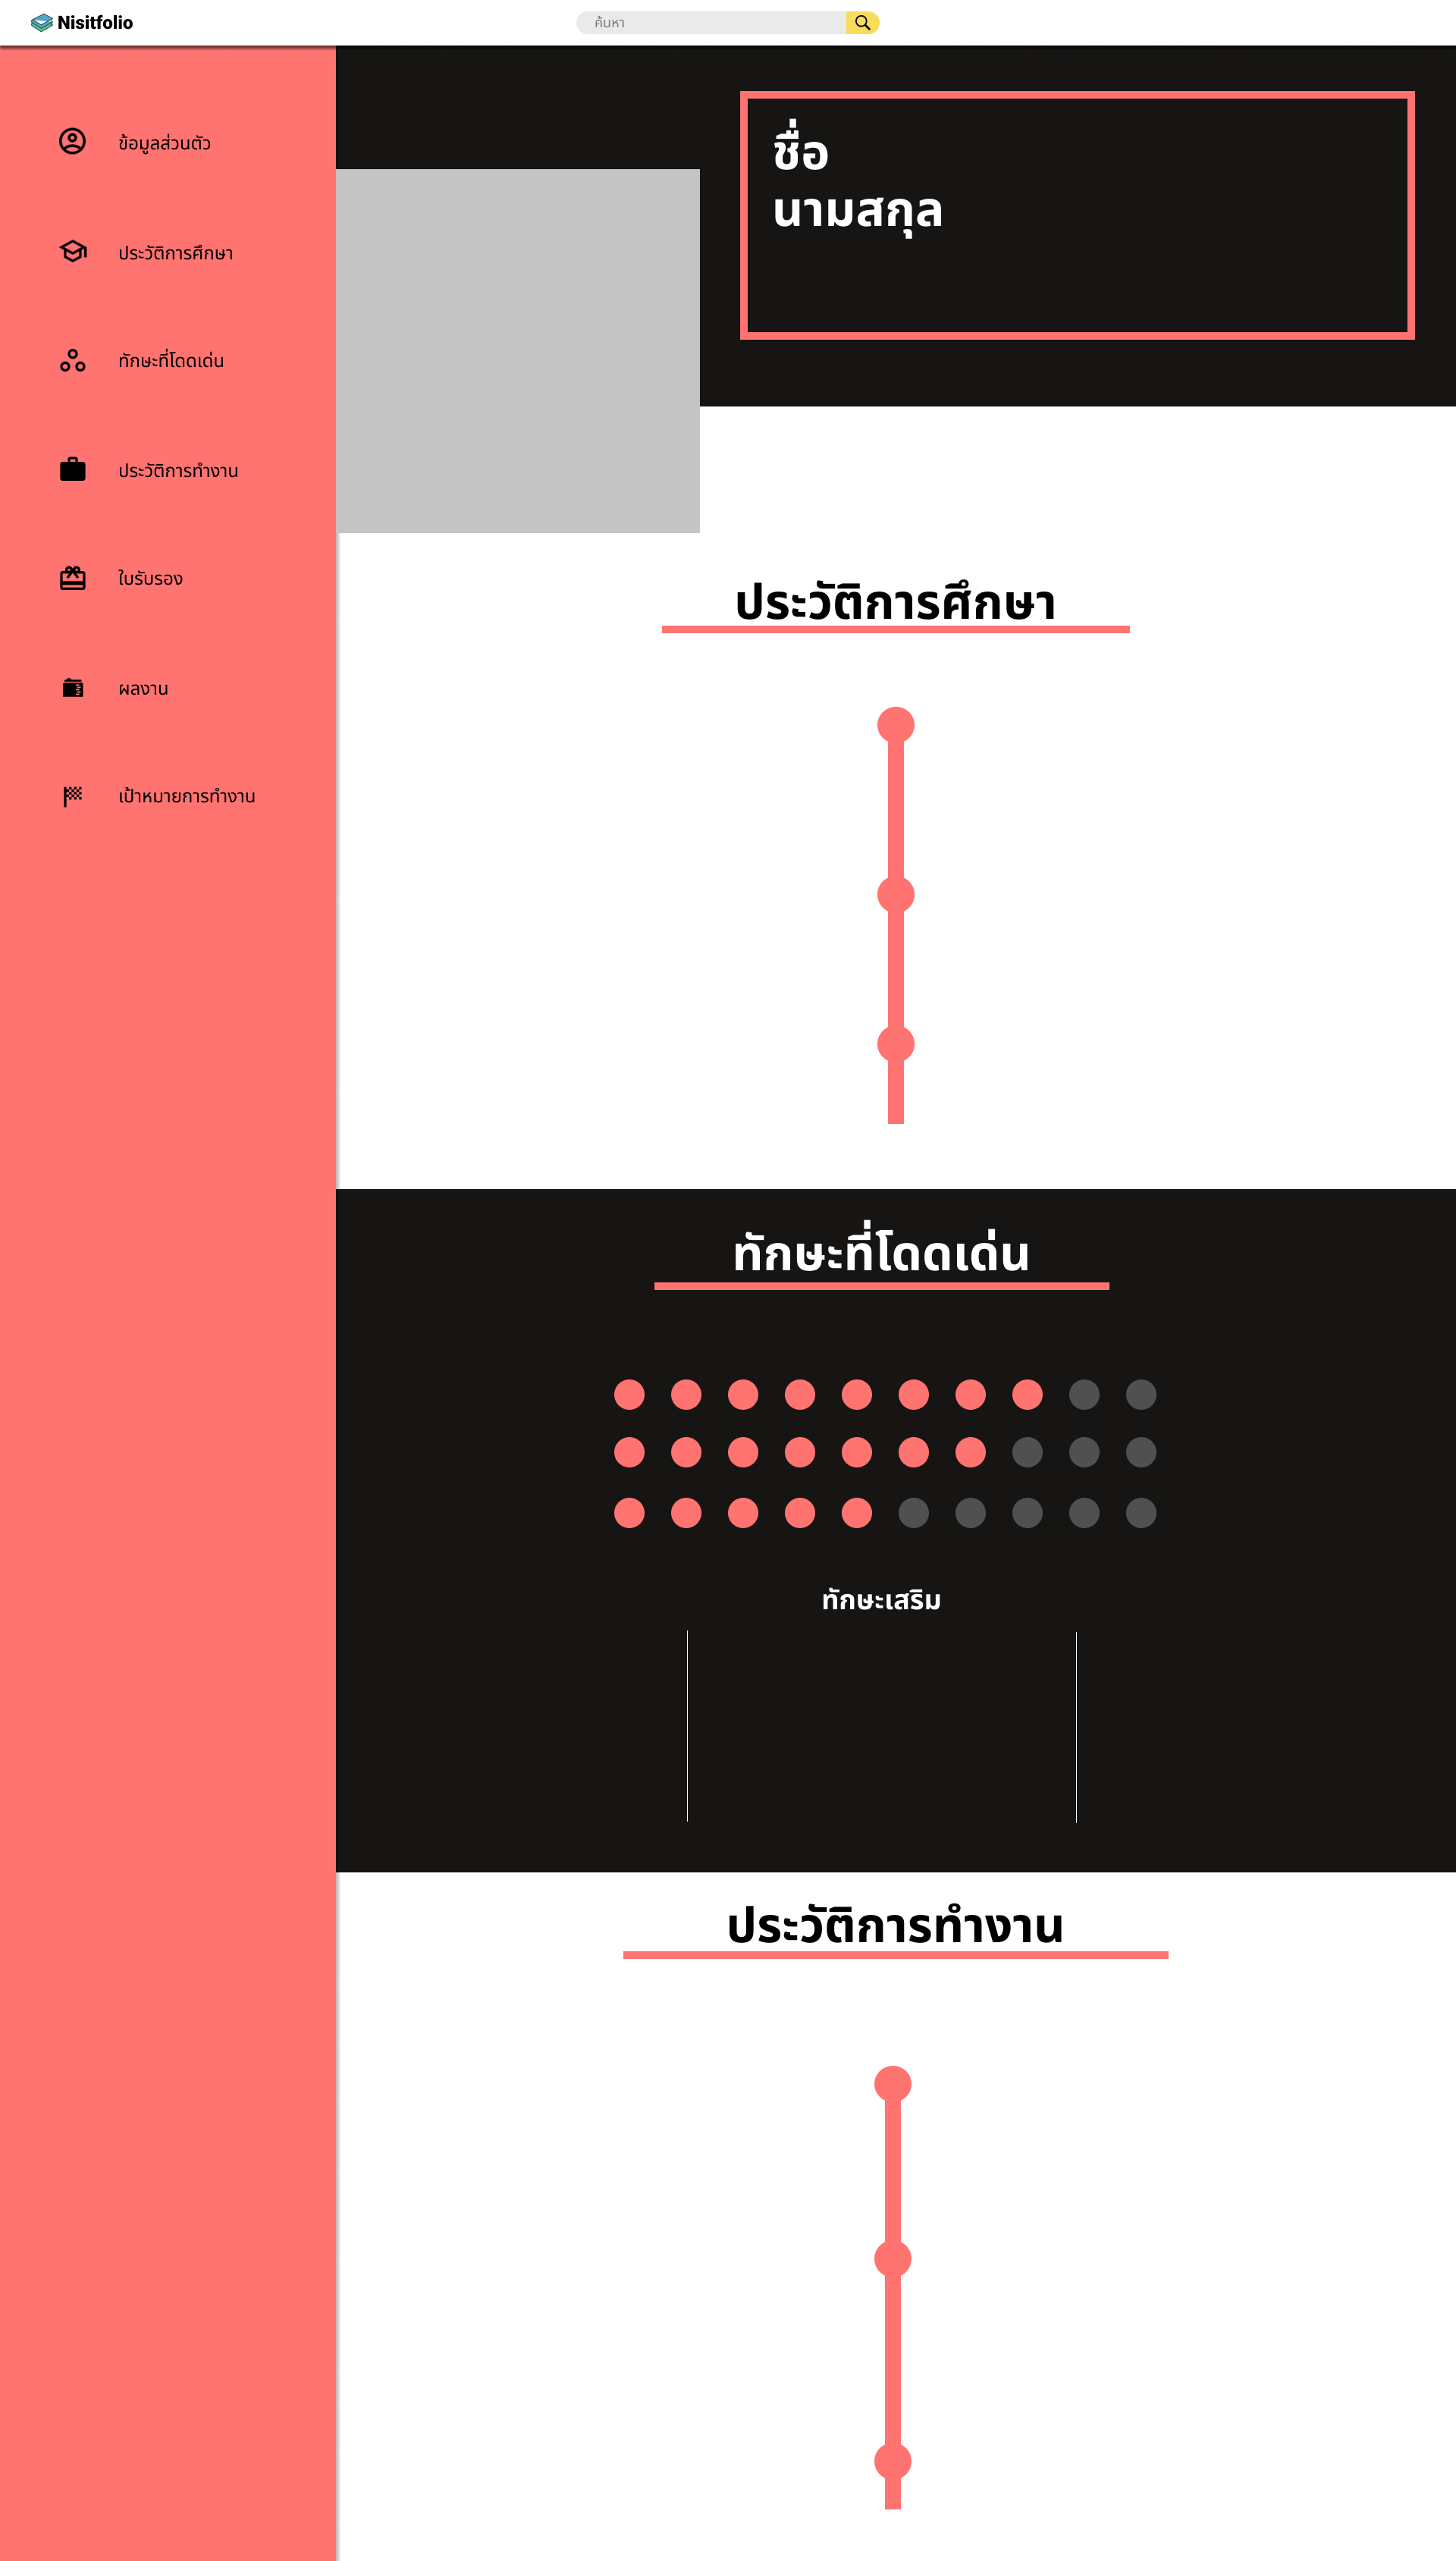 Nisitfolio
ค้นหา
ข้อมูลส่วนตัว
ประวัติการศึกษา
ทักษะที่โดดเด่น
ประวัติการทำงาน
ใบรับรอง
ผลงาน
เป้าหมายการทำงาน
ชื่อ
นามสกุล
ประวัติการศึกษา
ทักษะที่โดดเด่น
ทักษะเสริม
ประวัติการทำงาน